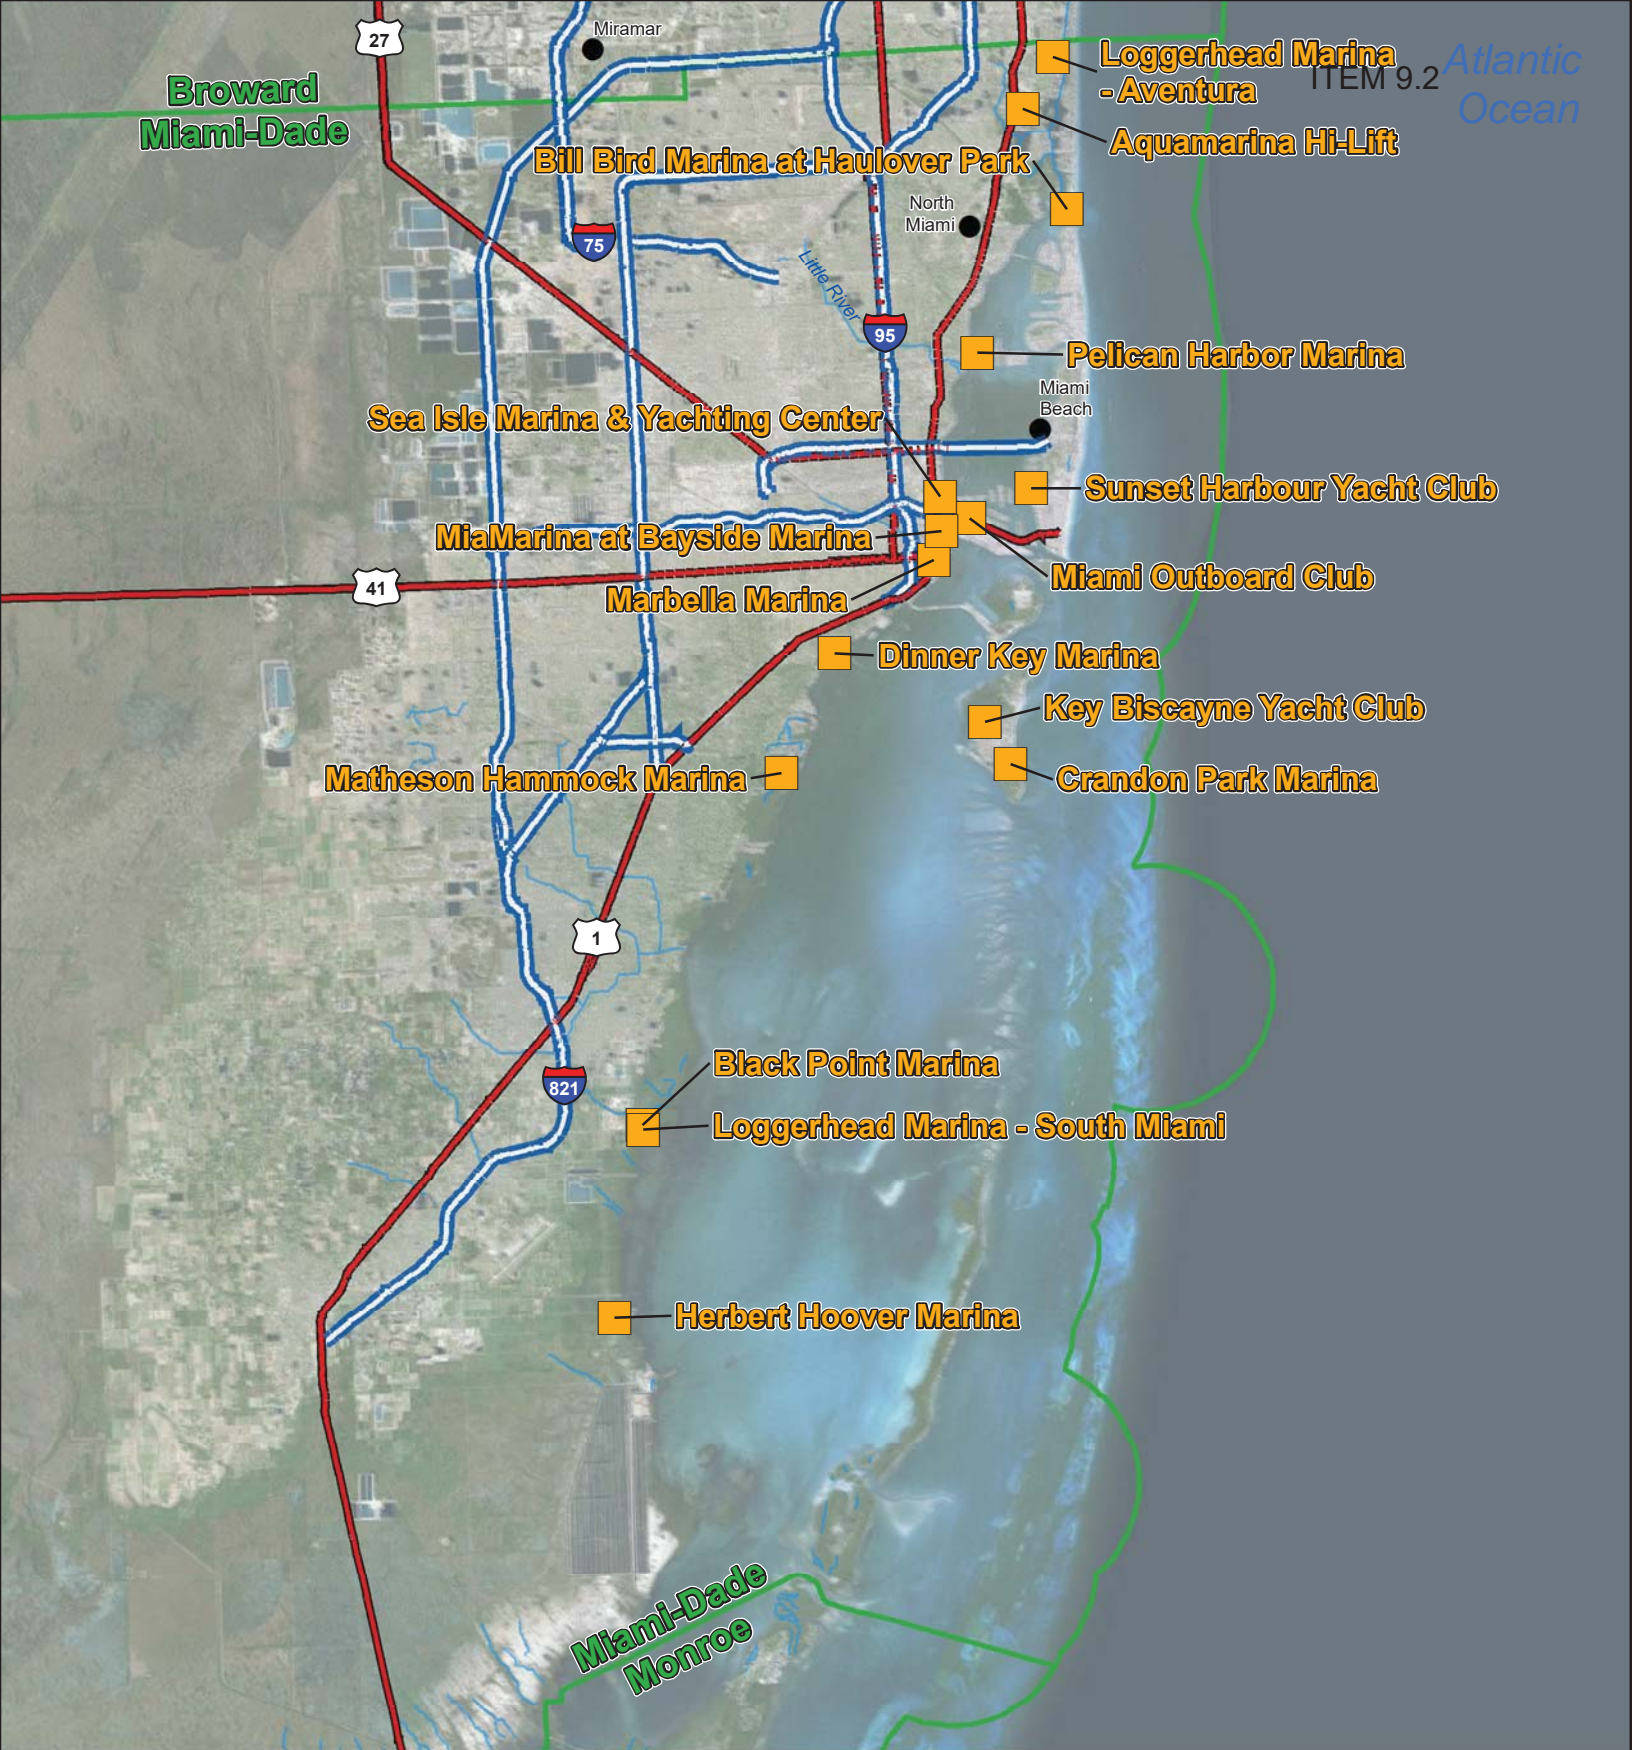 Miramar
27
Loggerhead Marina
- Aventura
ITEM 9.2
Atlantic
Ocean
Broward
Miami-Dade
Aquamarina Hi-Lift
Bill Bird Marina at Haulover Park
North
Miami
75
Little River
95
Pelican Harbor Marina
Miami
Beach
Sea Isle Marina & Yachting Center
Sunset Harbour Yacht Club
MiaMarina at Bayside Marina
Miami Outboard Club
41
Marbella Marina
Dinner Key Marina
Key Biscayne Yacht Club
Matheson Hammock Marina
Crandon Park Marina
1
Black Point Marina
821
Loggerhead Marina - South Miami
Herbert Hoover Marina
Miami-Dade
Monroe